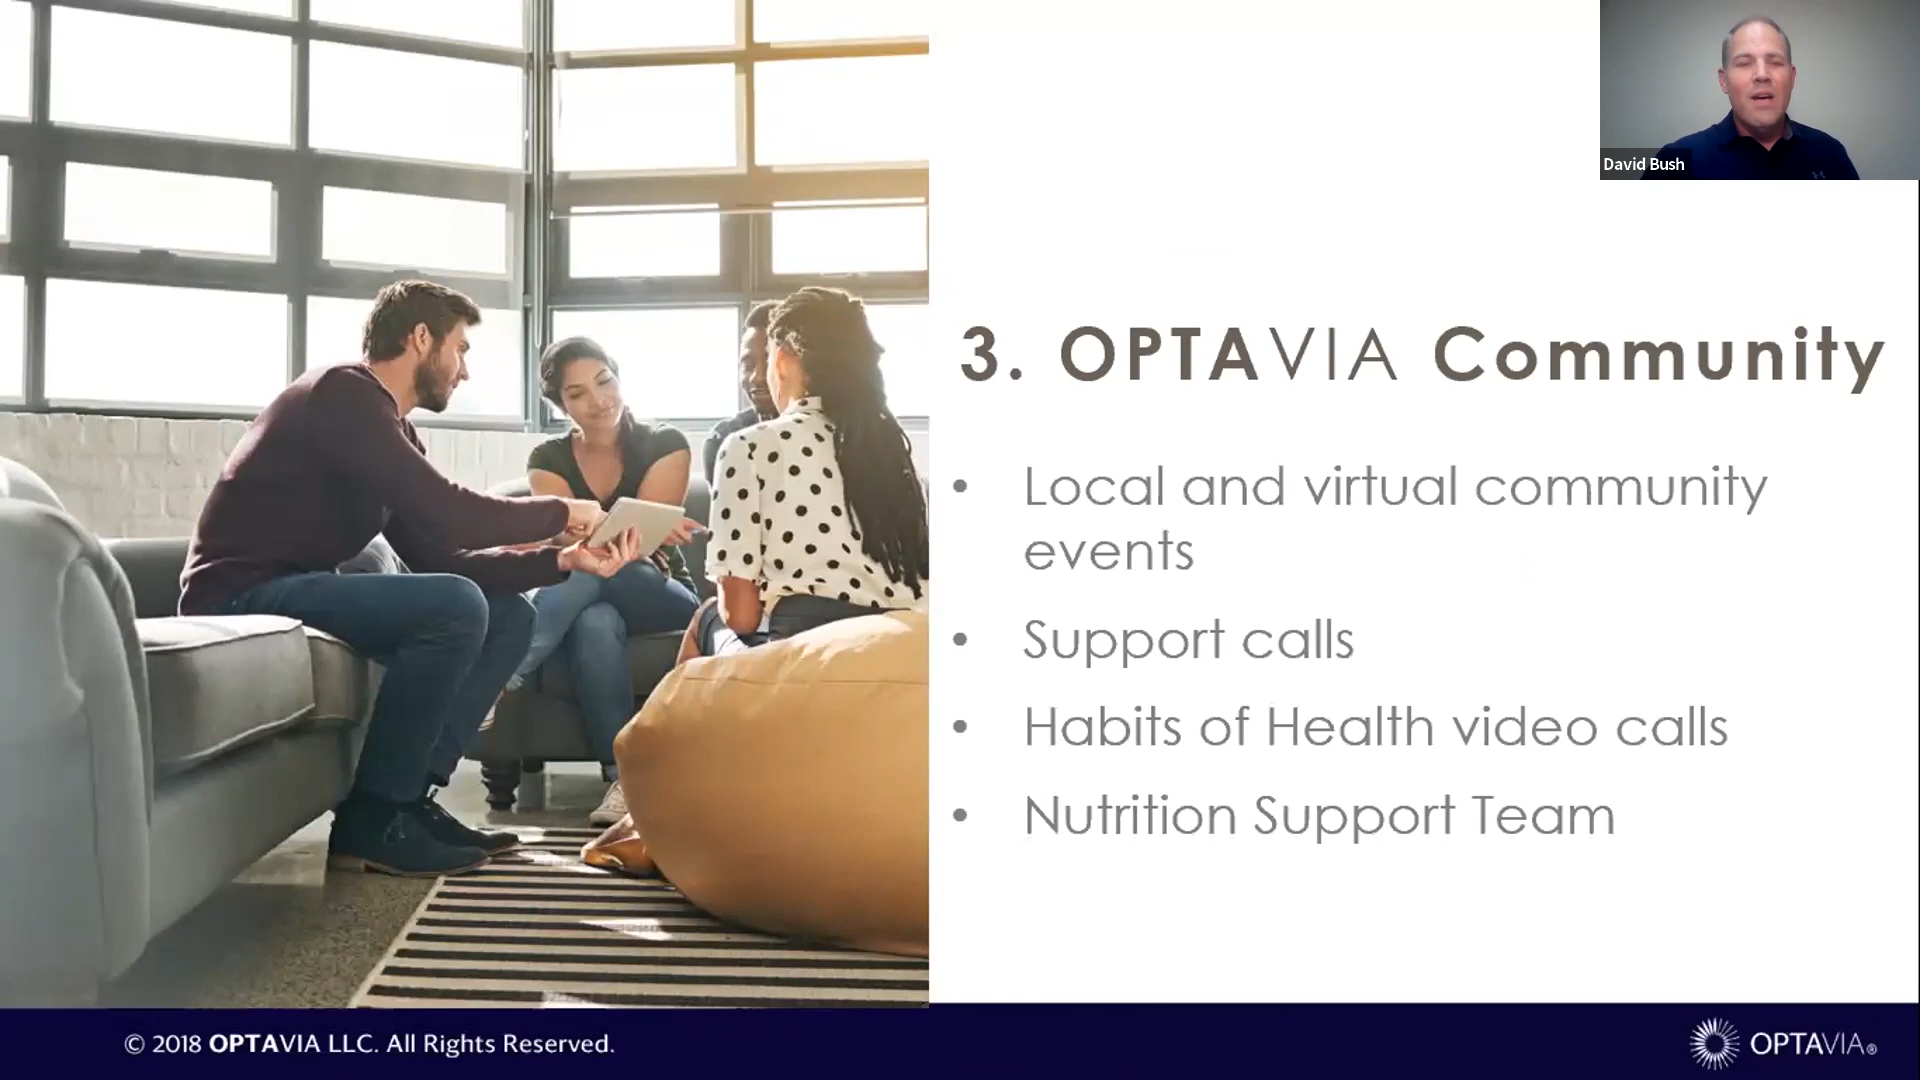 David Bush
3. OPTAVIA Community
• Local and virtual community
events
• Support calls
• Habits of Health video calls
• Nutrition Support Team
© 2018 OPTAVIA LLC. All Rights Reserved.
OPTAVIA®